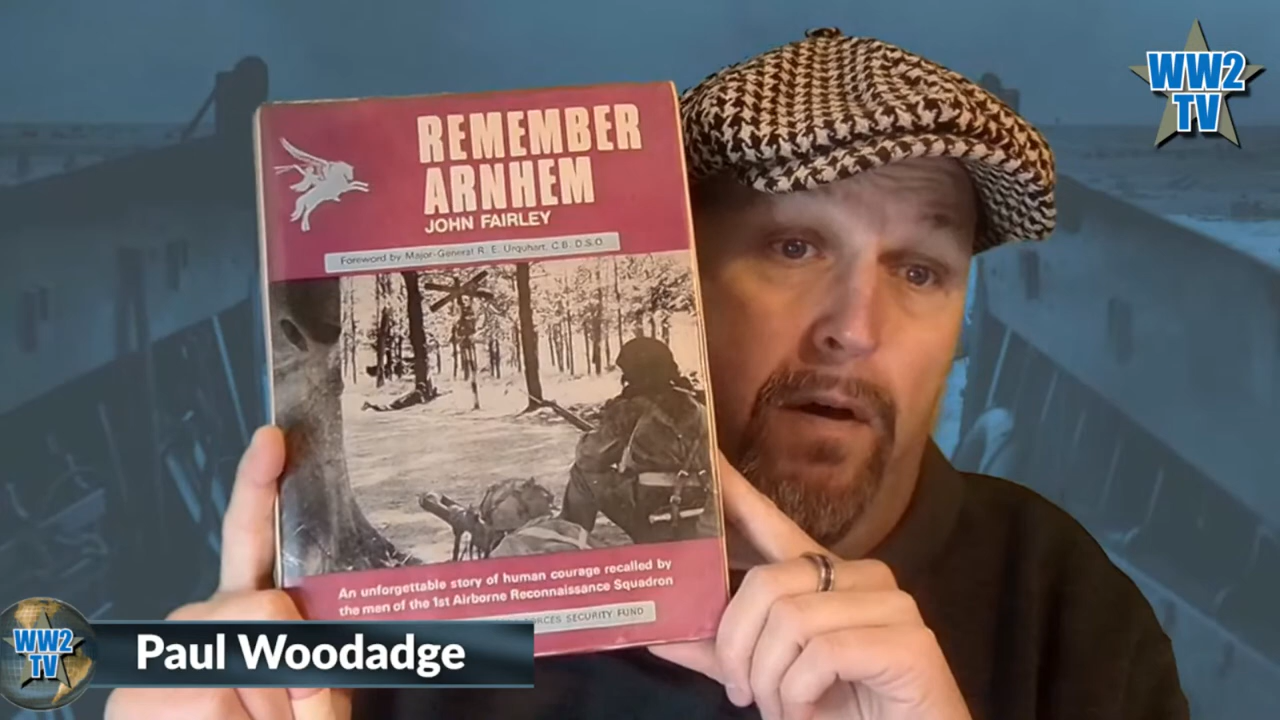 WW2
TV
REMEMBER
ARNHEM
JOHN FAIRLEY
Foreword by Major-General R. E. Urquhart, C.B. D.S.O.
An unforgettable story of human courage recalled by
the men of the 1st Airborne Reconnaissance Squadron
FORCES SECURITY FUND
WW2
TV
Paul Woodadge